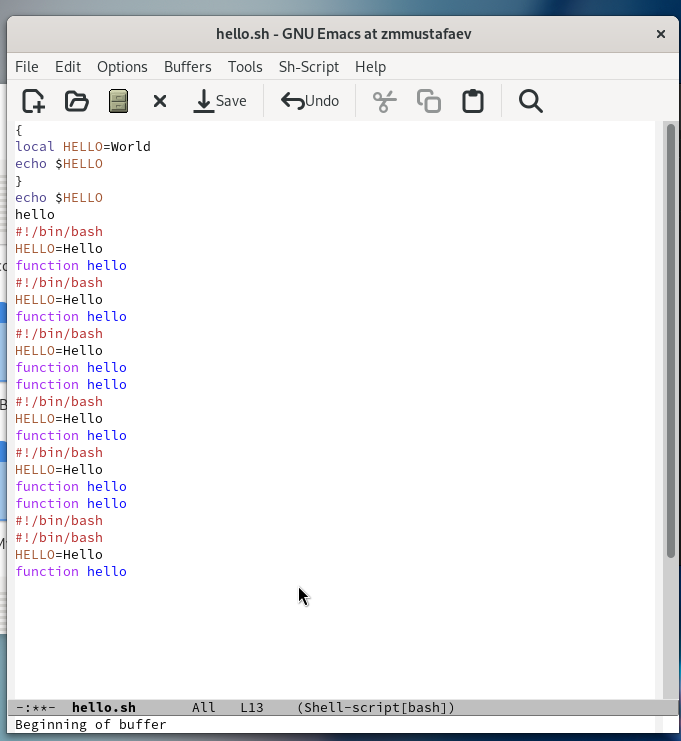 hello.sh - GNU Emacs at zmmustafaev ×
File Edit Options Buffers Tools Sh-Script Help
Save Undo
{
local HELLO=World
echo $HELLO
}
echo $HELLO
hello
#!/bin/bash
HELLO=Hello
function hello
#!/bin/bash
HELLO=Hello
function hello
#!/bin/bash
HELLO=Hello
function hello
function hello
#!/bin/bash
HELLO=Hello
function hello
#!/bin/bash
HELLO=Hello
function hello
function hello
#!/bin/bash
#!/bin/bash
HELLO=Hello
function hello
-:**- hello.sh All L13 (Shell-script[bash])
Beginning of buffer